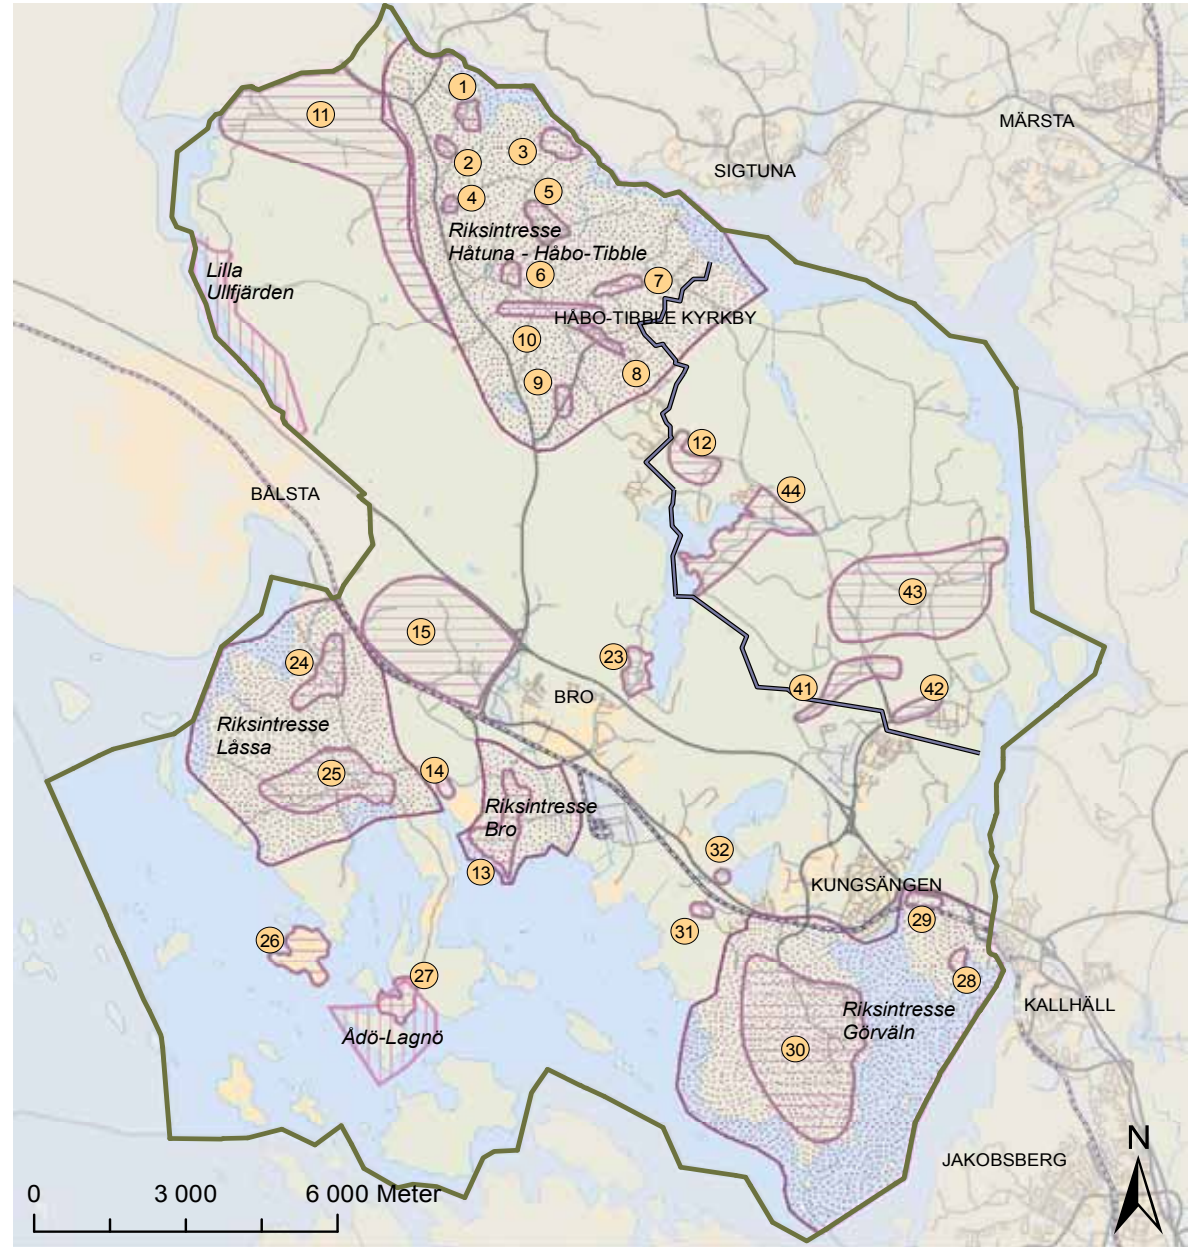 1
11
MÄRSTA
2
3
SIGTUNA
4
5
Riksintresse
Håtuna - Håbo-Tibble
Lilla
Ullfjärden
6
7
HÅBO-TIBBLE KYRKBY
10
8
9
12
BÅLSTA
44
43
15
24
23
BRO
41
42
Riksintresse
Låssa
25
14
Riksintresse
Bro
32
13
KUNGSÄNGEN
29
31
26
27
28
KALLHÄLL
Riksintresse
Görväln
Ådö-Lagnö
30
N
JAKOBSBERG
0
3 000
6 000 Meter